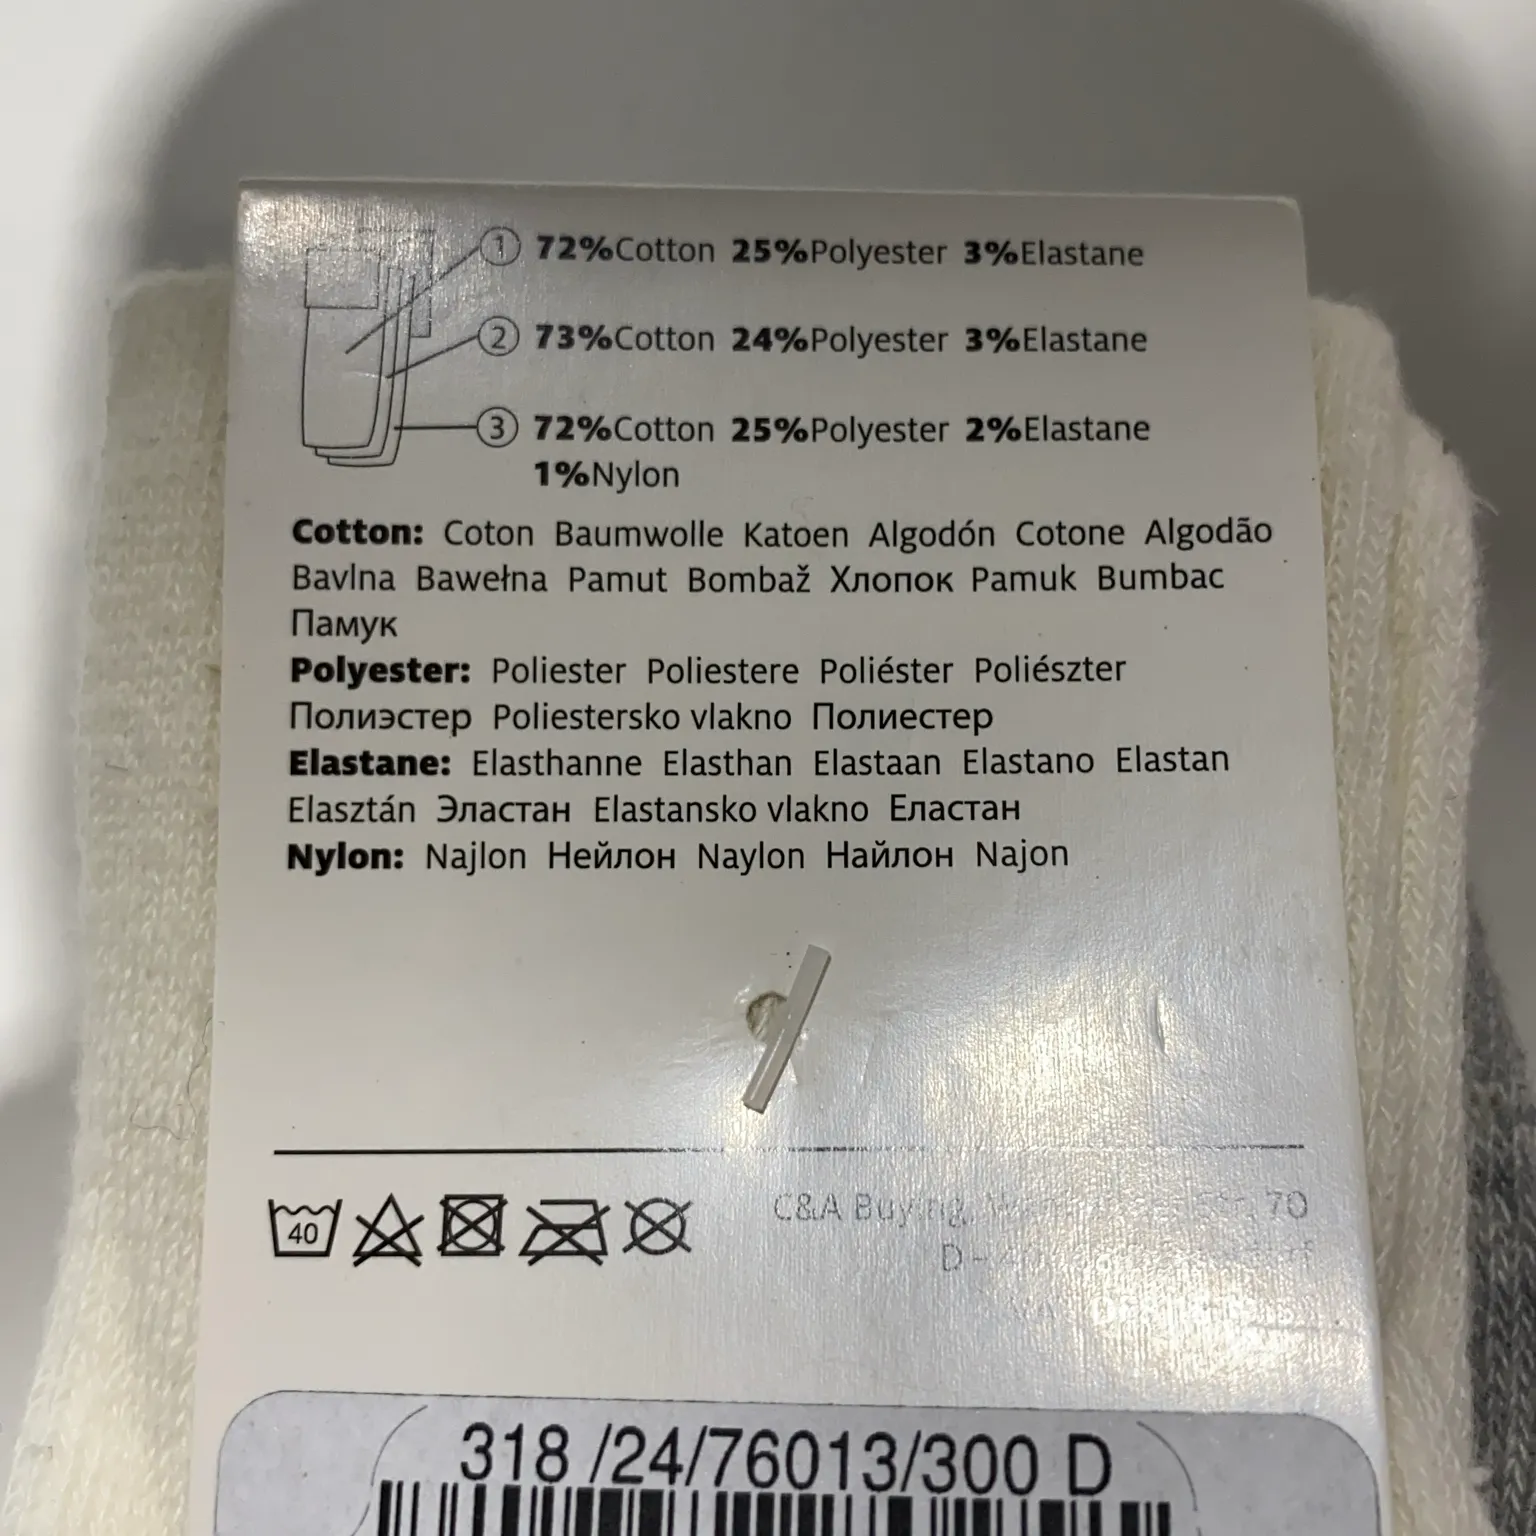 1 72%Cotton 25%Polyester 3%Elastane
2 73%Cotton 24%Polyester 3%Elastane
3 72%Cotton 25%Polyester 2%Elastane
1%Nylon
Cotton: Coton Baumwolle Katoen Algodón Cotone Algodão
Bavlna Bawełna Pamut Bombaž Хлопок Pamuk Bumbac
Памук
Polyester: Poliester Poliestere Poliéster Poliészter
Полиэстер Poliestersko vlakno Полиестер
Elastane: Elasthanne Elasthan Elastaan Elastano Elastan
Elasztán Эластан Elastansko vlakno Еластан
Nylon: Najlon Нейлон Naylon Найлон Najon
40
C&A Buying, 70
D -
318 /24/76013/300 D